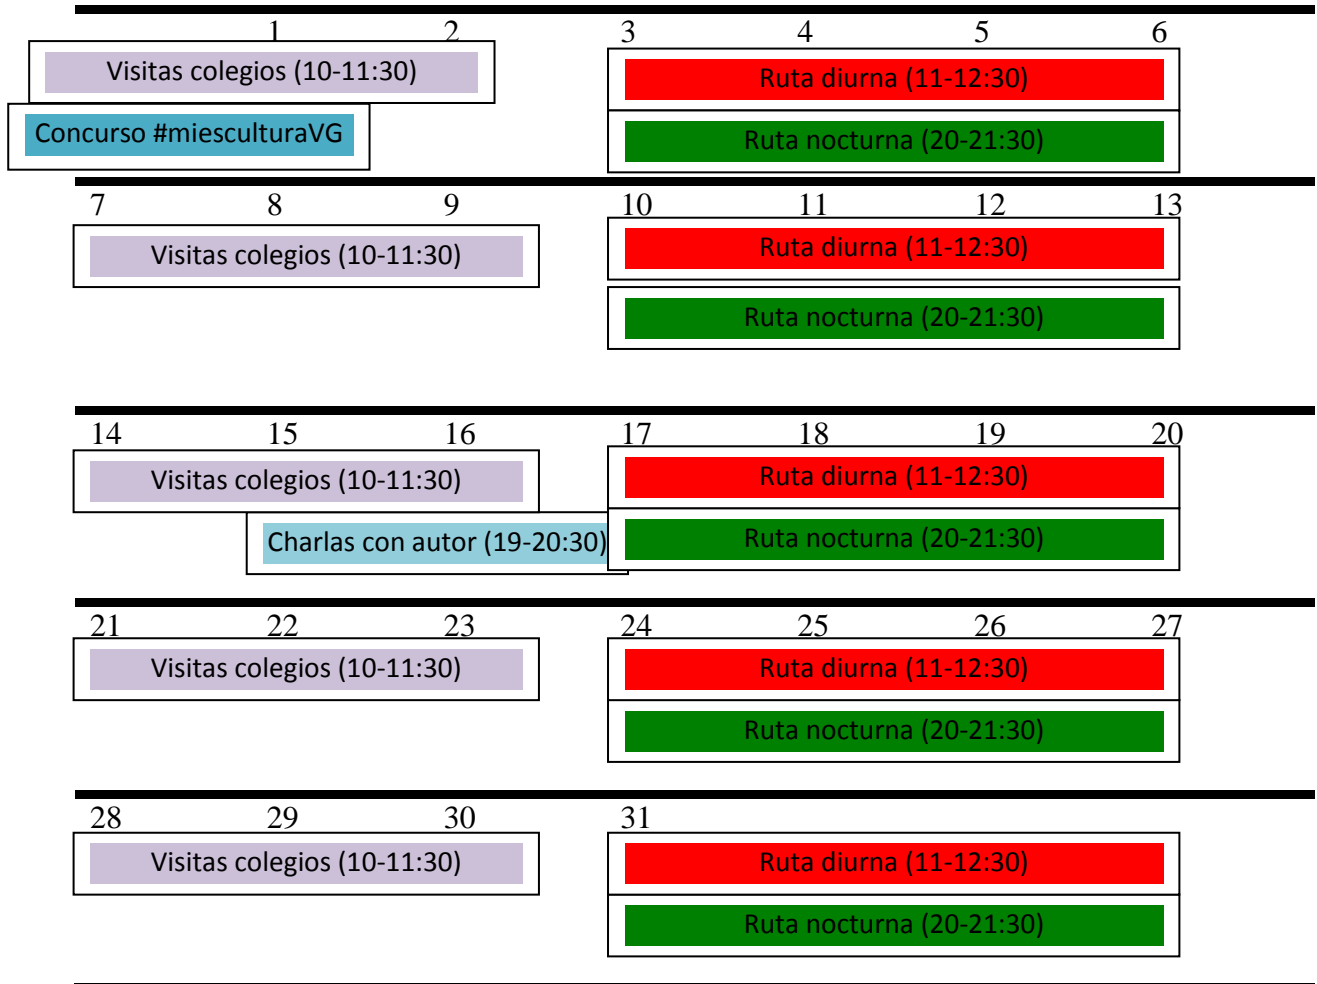 1 2 3 4 5 6
Visitas colegios (10-11:30) Ruta diurna (11-12:30)
Concurso #miesculturaVG Ruta nocturna (20-21:30)
7 8 9 10 11 12 13
Visitas colegios (10-11:30) Ruta diurna (11-12:30)
Ruta nocturna (20-21:30)
14 15 16 17 18 19 20
Visitas colegios (10-11:30) Ruta diurna (11-12:30)
Charlas con autor (19-20:30) Ruta nocturna (20-21:30)
21 22 23 24 25 26 27
Visitas colegios (10-11:30) Ruta diurna (11-12:30)
Ruta nocturna (20-21:30)
28 29 30 31
Visitas colegios (10-11:30) Ruta diurna (11-12:30)
Ruta nocturna (20-21:30)